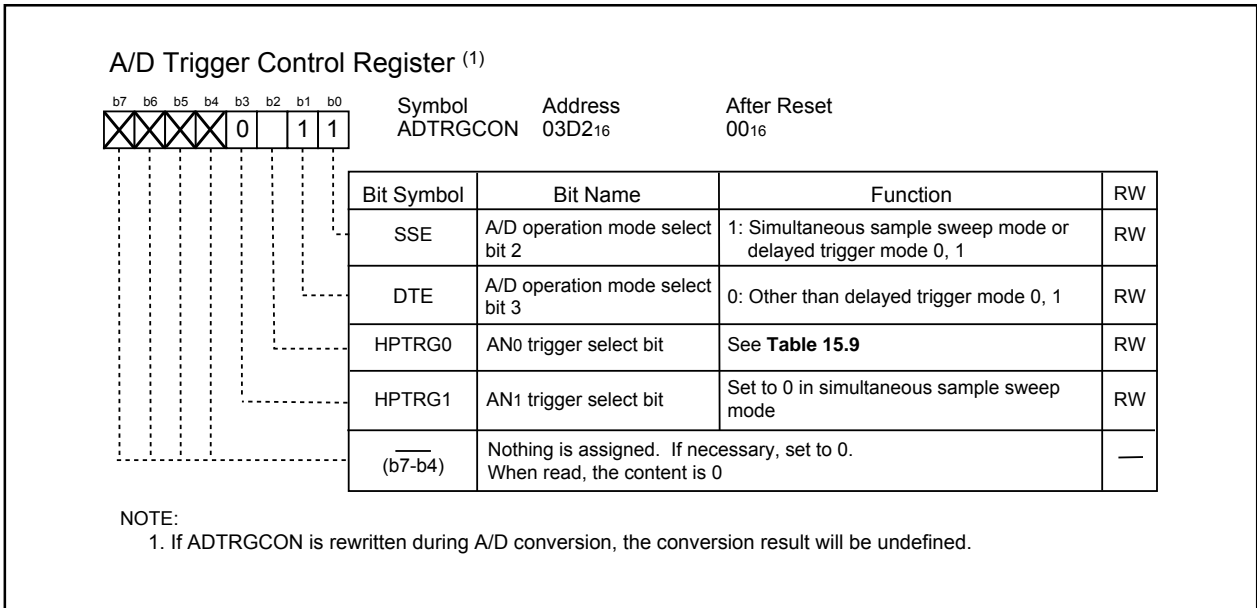 A/D Trigger Control Register (1)
b7 b6 b5 b4 b3 b2 b1 b0
0 1 1
Symbol Address After Reset
ADTRGCON 03D216 0016
Bit Symbol Bit Name Function RW
SSE A/D operation mode select bit 2 1: Simultaneous sample sweep mode or delayed trigger mode 0, 1 RW
DTE A/D operation mode select bit 3 0: Other than delayed trigger mode 0, 1 RW
HPTRG0 AN0 trigger select bit See Table 15.9 RW
HPTRG1 AN1 trigger select bit Set to 0 in simultaneous sample sweep mode RW
(b7-b4) Nothing is assigned. If necessary, set to 0. When read, the content is 0 —
NOTE:
1. If ADTRGCON is rewritten during A/D conversion, the conversion result will be undefined.